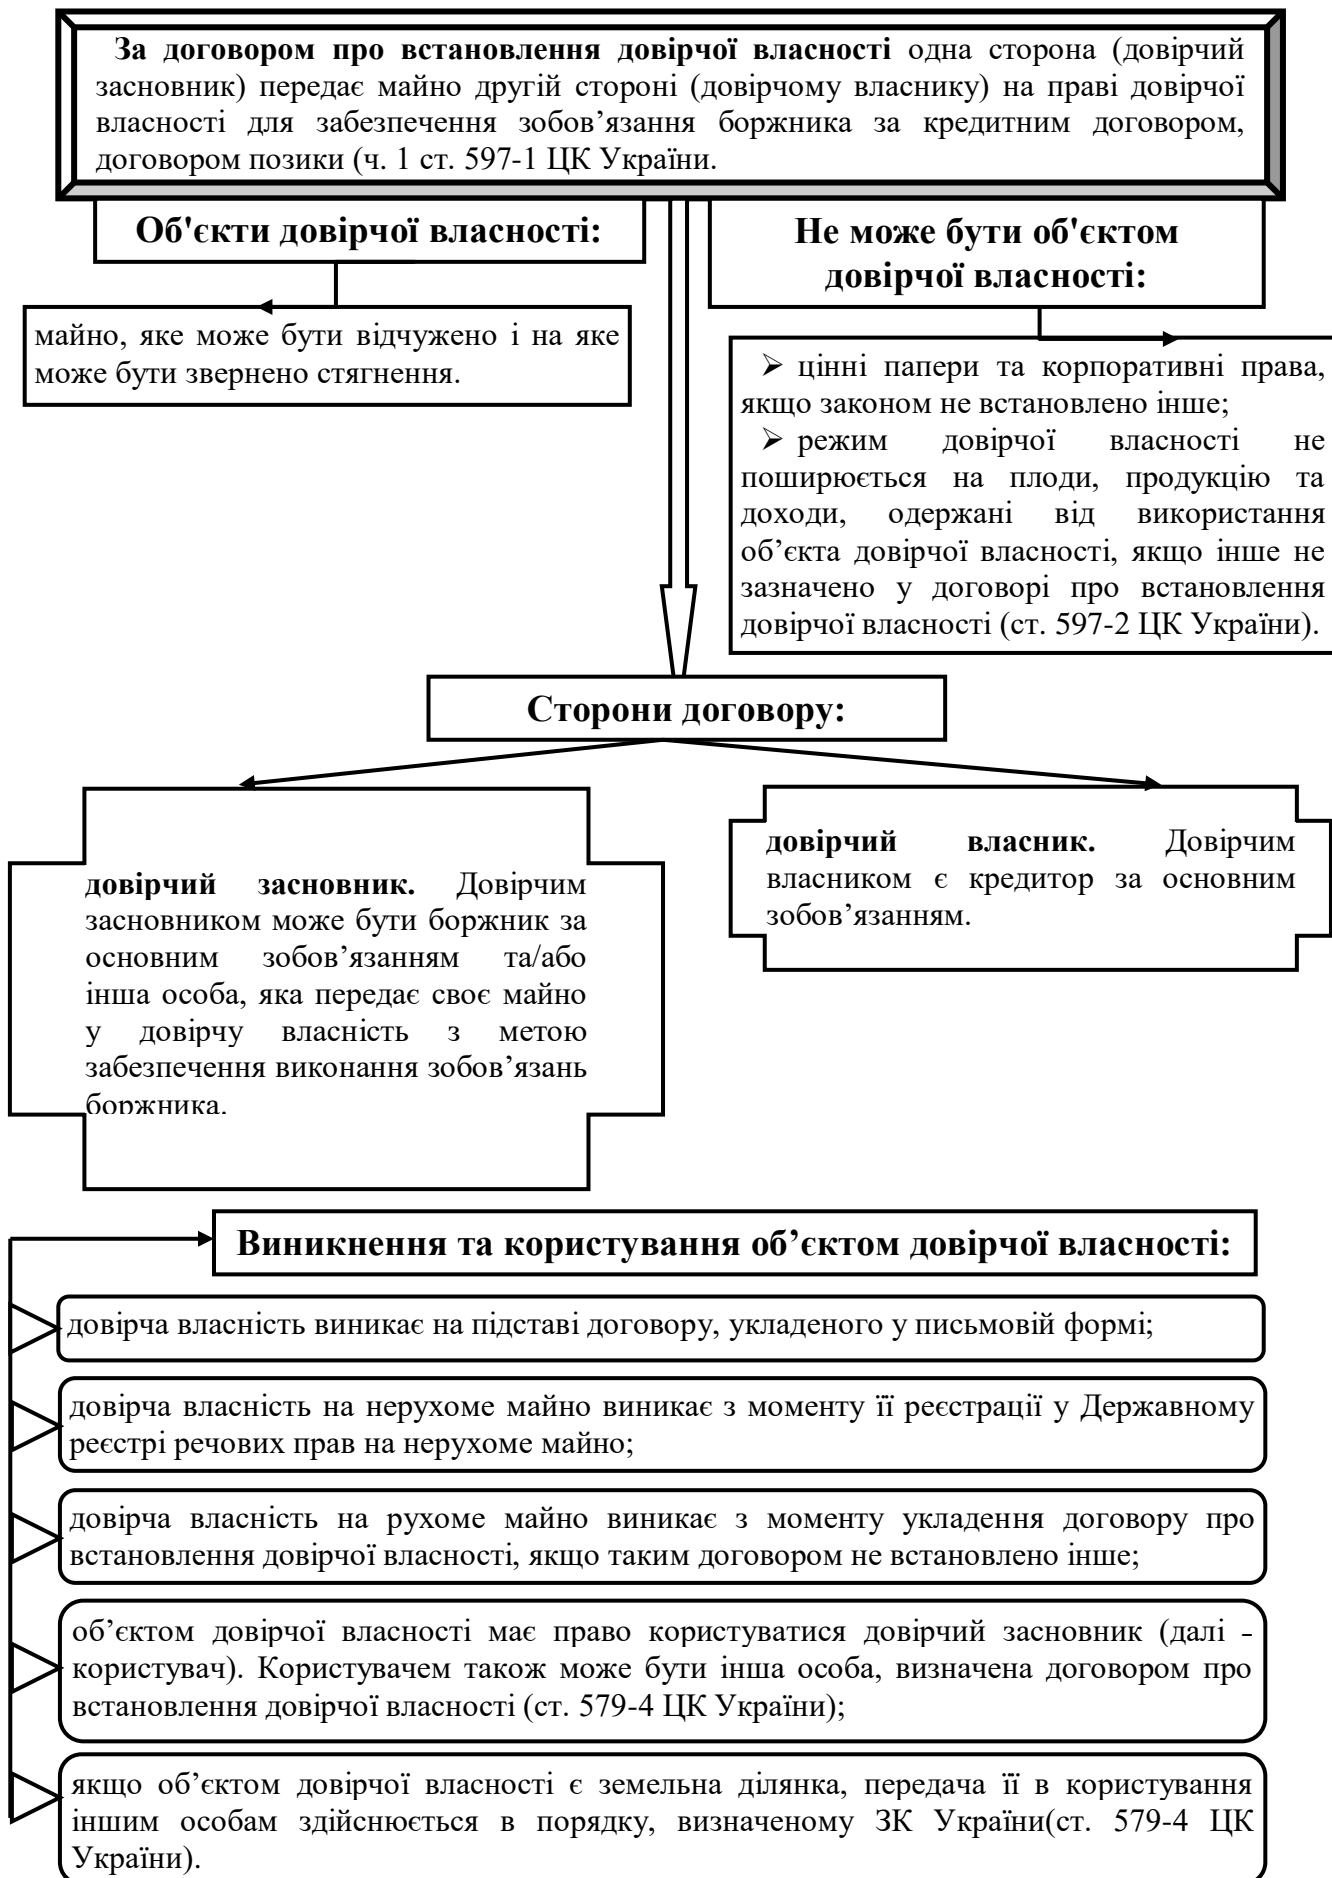 За договором про встановлення довірчої власності одна сторона (довірчий
засновник) передає майно другій стороні (довірчому власнику) на праві довірчої
власності для забезпечення зобов’язання боржника за кредитним договором,
договором позики (ч. 1 ст. 597-1 ЦК України.
Об'єкти довірчої власності:
майно, яке може бути відчужено і на яке
може бути звернено стягнення.
Не може бути об'єктом
довірчої власності:
➢ цінні папери та корпоративні права,
якщо законом не встановлено інше;
➢ режим довірчої власності не
поширюється на плоди, продукцію та
доходи, одержані від використання
об’єкта довірчої власності, якщо інше не
зазначено у договорі про встановлення
довірчої власності (ст. 597-2 ЦК України).
Сторони договору:
довірчий засновник. Довірчим
засновником може бути боржник за
основним зобов’язанням та/або
інша особа, яка передає своє майно
у довірчу власність з метою
забезпечення виконання зобов’язань
боржника.
довірчий власник. Довірчим
власником є кредитор за основним
зобов’язанням.
Виникнення та користування об’єктом довірчої власності:
довірча власність виникає на підставі договору, укладеного у письмовій формі;
довірча власність на нерухоме майно виникає з моменту її реєстрації у Державному
реєстрі речових прав на нерухоме майно;
довірча власність на рухоме майно виникає з моменту укладення договору про
встановлення довірчої власності, якщо таким договором не встановлено інше;
об’єктом довірчої власності має право користуватися довірчий засновник (далі -
користувач). Користувачем також може бути інша особа, визначена договором про
встановлення довірчої власності (ст. 579-4 ЦК України);
якщо об’єктом довірчої власності є земельна ділянка, передача її в користування
іншим особам здійснюється в порядку, визначеному ЗК України(ст. 579-4 ЦК
України).